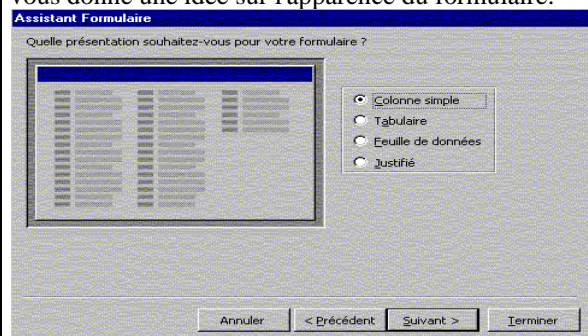 vous donne une idée sur l'apparence du formulaire.
Assistant Formulaire
Quelle présentation souhaitez-vous pour votre formulaire ?
Colonne simple
Tabulaire
Feuille de données
Justifié
Annuler
< Précédent
Suivant >
Terminer